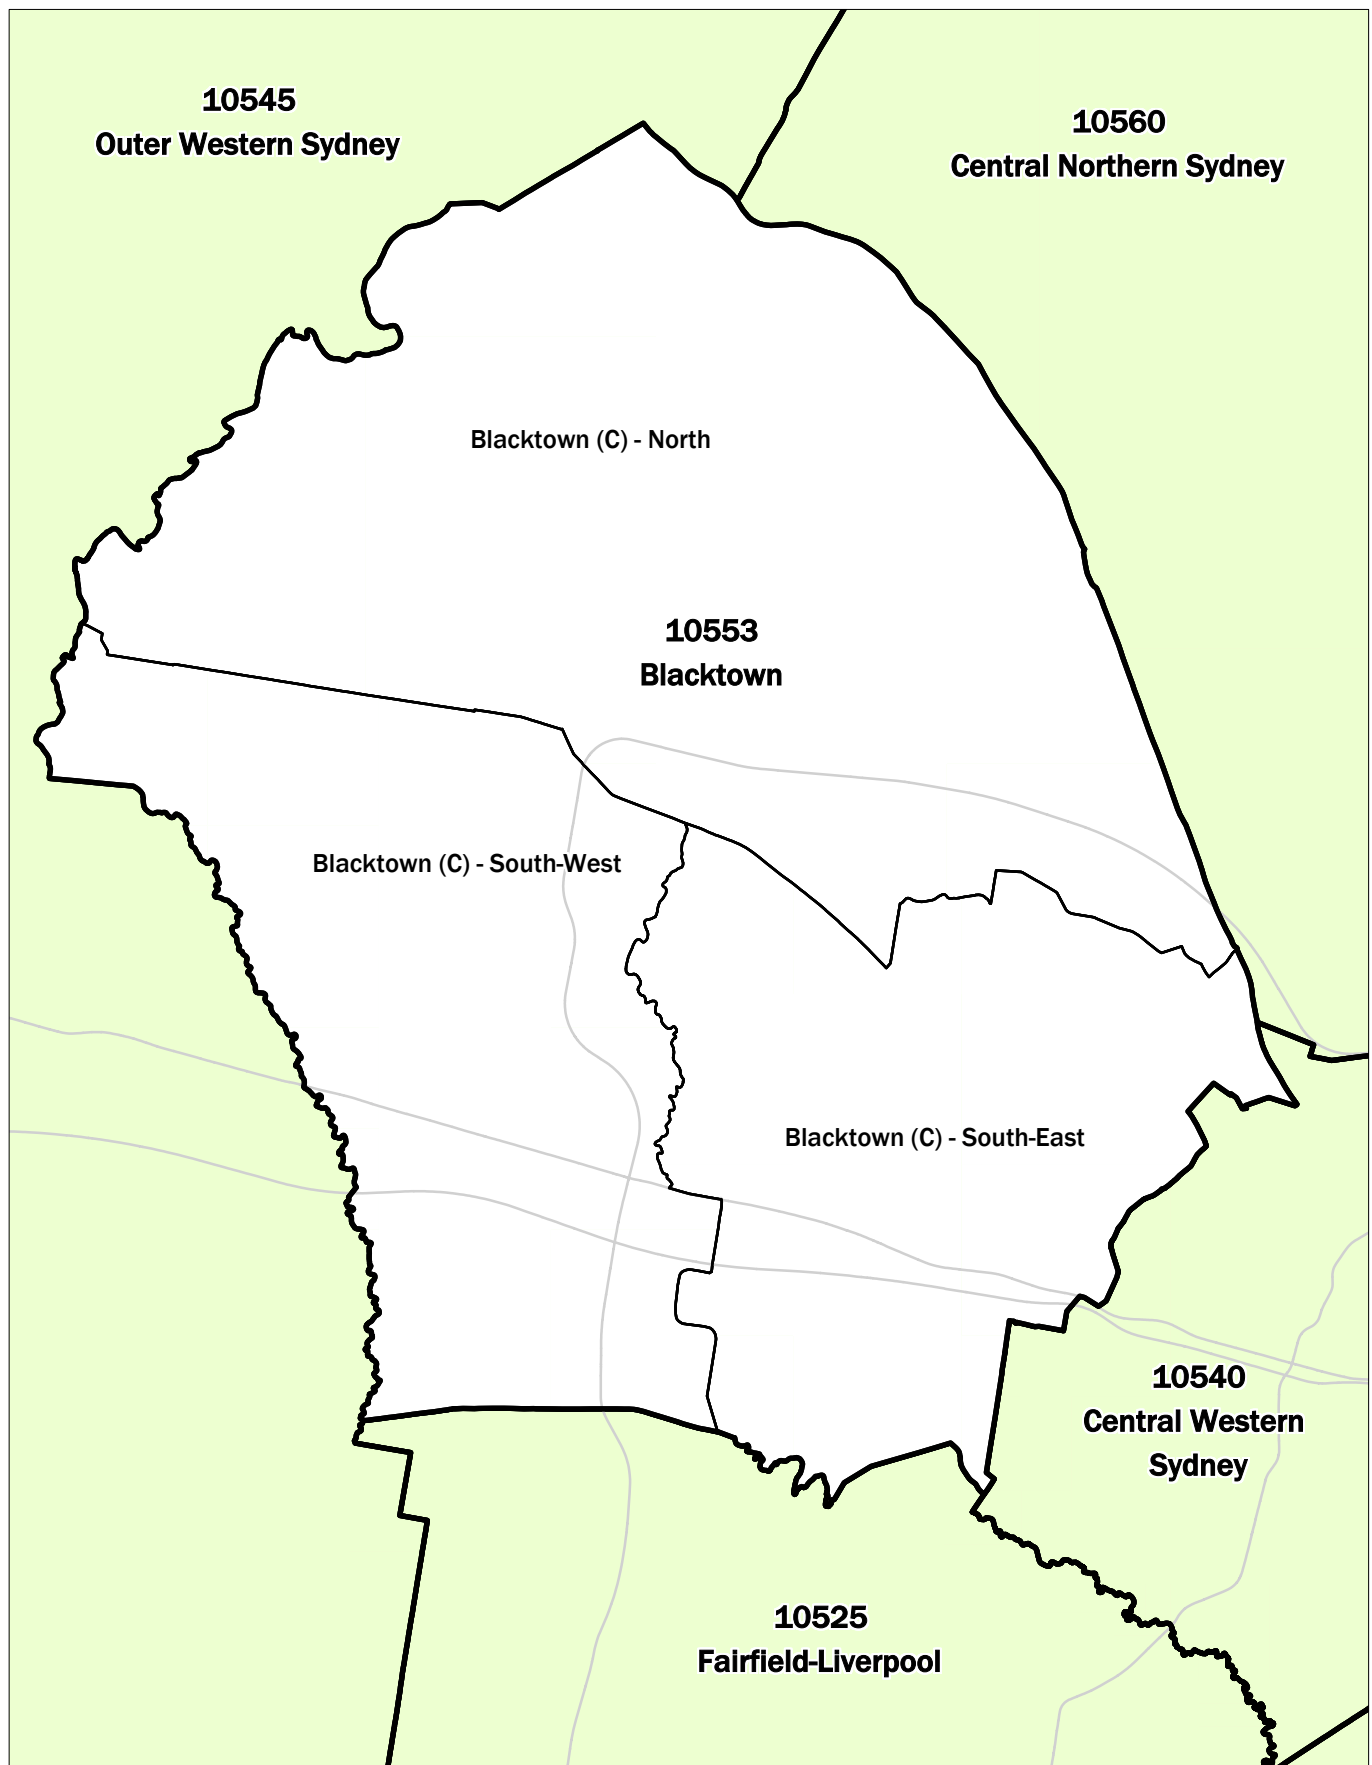 10545
Outer Western Sydney
10560
Central Northern Sydney
Blacktown (C) - North
10553
Blacktown
Blacktown (C) - South-West
Blacktown (C) - South-East
10540
Central Western
Sydney
10525
Fairfield-Liverpool